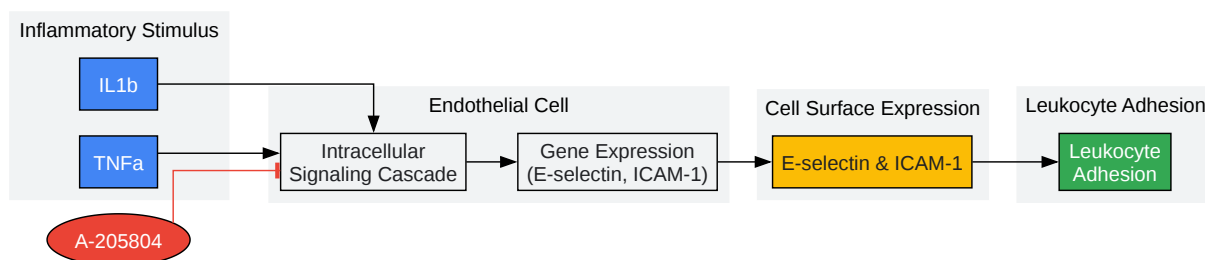 Inflammatory Stimulus
IL1b
TNFa
A-205804
Endothelial Cell
Intracellular
Signaling Cascade
Gene Expression
(E-selectin, ICAM-1)
Cell Surface Expression
E-selectin & ICAM-1
Leukocyte Adhesion
Leukocyte
Adhesion